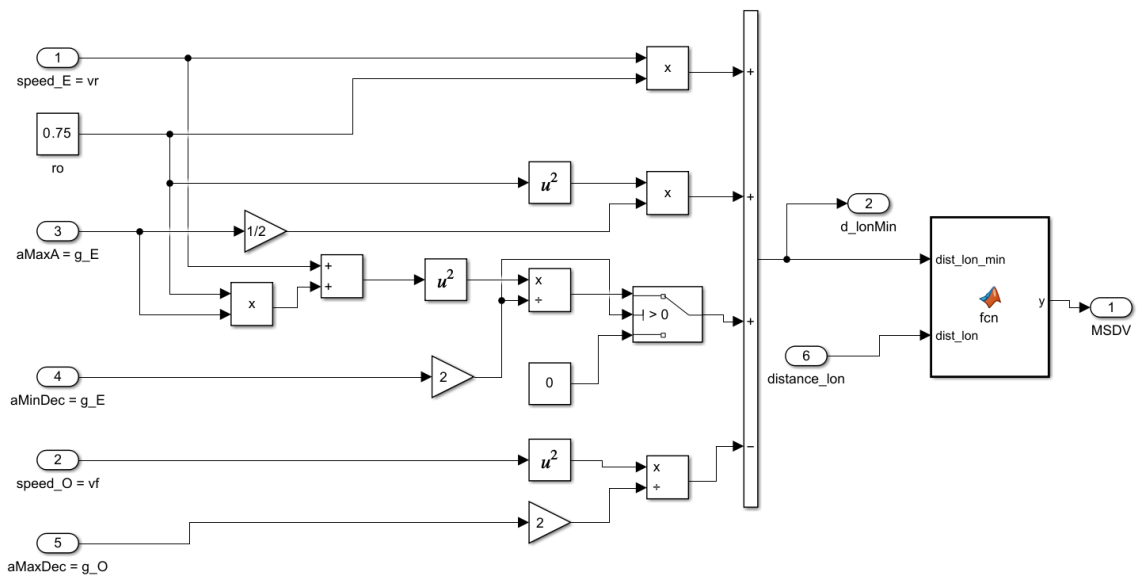 1
speed_E = vr
0.75
ro
3
aMaxA = g_E
1/2
x
+
+
u²
x
÷
> 0
0
4
aMinDec = g_E
2
2
speed_O = vf
u²
x
÷
5
aMaxDec = g_O
2
x
u²
x
+
+
+
−
2
d_lonMin
dist_lon_min
fcn
y
dist_lon
6
distance_lon
1
MSDV